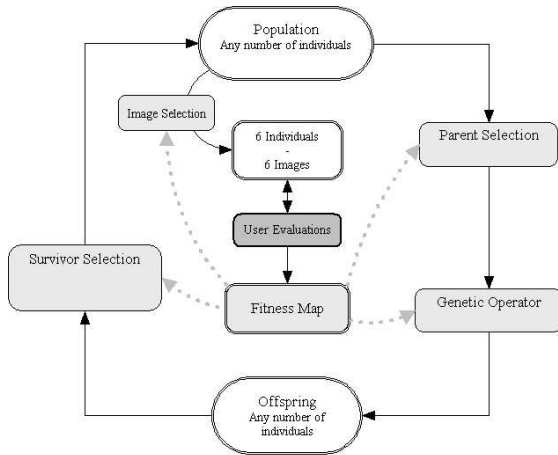 Population
Any number of individuals
Image Selection
6 Individuals
-
6 Images
Parent Selection
User Evaluations
Survivor Selection
Fitness Map
Genetic Operator
Offspring
Any number of
individuals